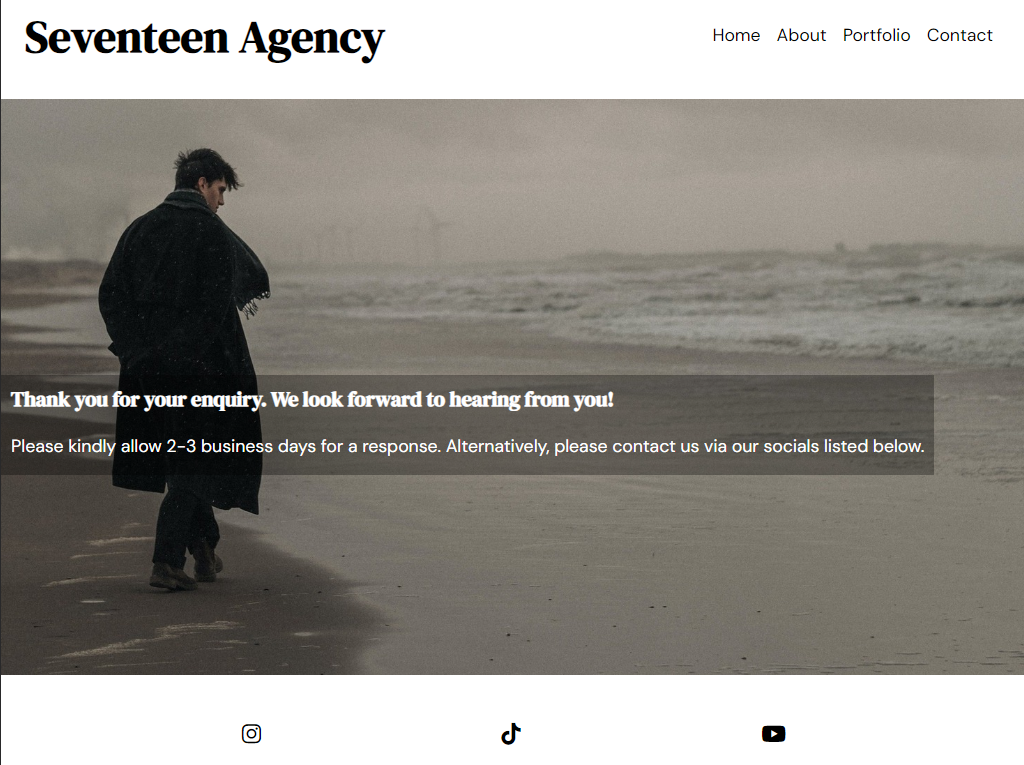 Seventeen Agency
Home About Portfolio Contact
Thank you for your enquiry. We look forward to hearing from you!
Please kindly allow 2-3 business days for a response. Alternatively, please contact us via our socials listed below.